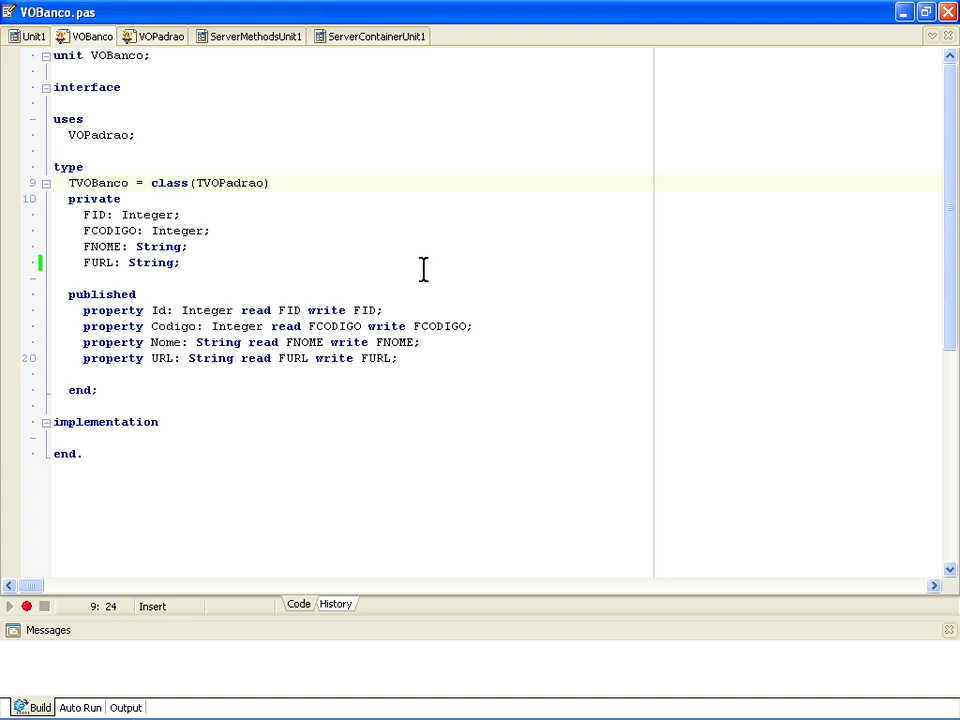 VOBanco.pas
Unit1 VOBanco VOPadrao ServerMethodsUnit1 ServerContainerUnit1
unit VOBanco;
interface
uses
VOPadrao;
type
9 TVOBanco = class(TVOPadrao)
10 private
FID: Integer;
FCODIGO: Integer;
FNOME: String;
FURL: String;
published
property Id: Integer read FID write FID;
property Codigo: Integer read FCODIGO write FCODIGO;
property Nome: String read FNOME write FNOME;
20 property URL: String read FURL write FURL;
end;
implementation
end.
9: 24 Insert Code History
Messages
Build Auto Run Output